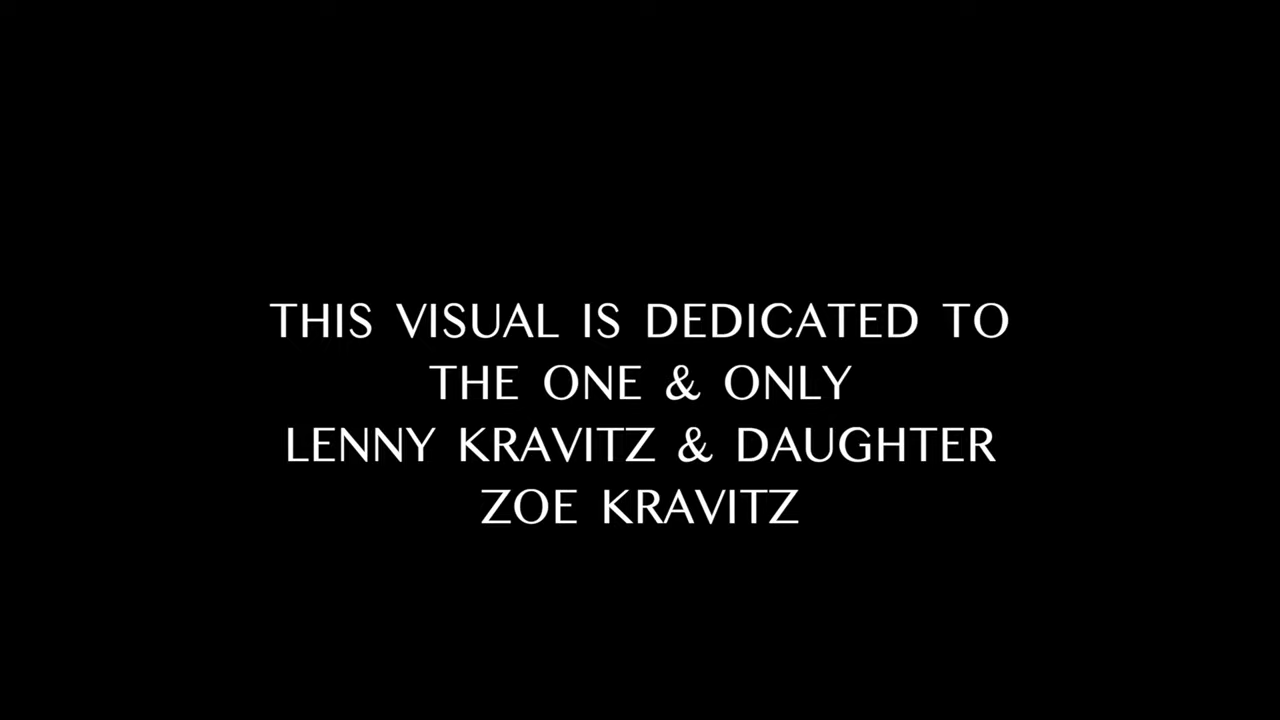 THIS VISUAL IS DEDICATED TO
THE ONE & ONLY
LENNY KRAVITZ & DAUGHTER
ZOE KRAVITZ